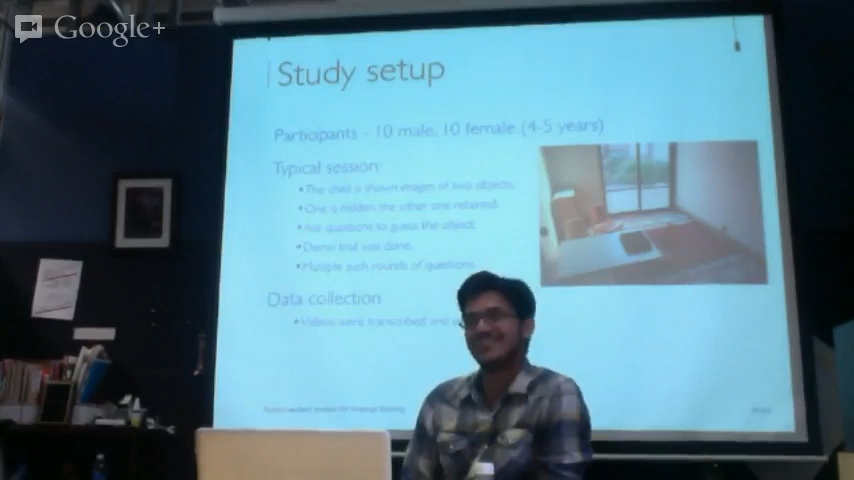 Google+
Study setup
Participants - 10 male, 10 female (4-5 years)
Typical session:
• The child is shown images of two objects.
• One is hidden, the other one retained.
• Ask questions to guess the object.
• Demo trial was done.
• Multiple such rounds of questions.
Data collection
• Videos were transcribed and